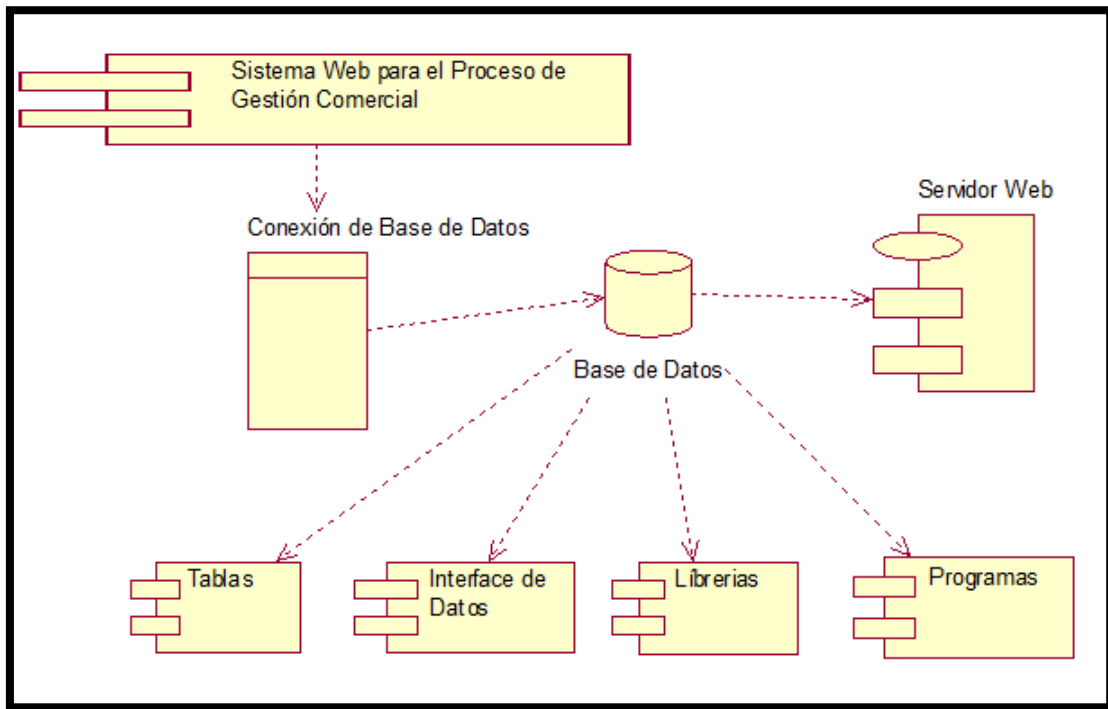 Sistema Web para el Proceso de
Gestión Comercial
Servidor Web
Conexión de Base de Datos
Base de Datos
Tablas
Interface de
Datos
Librerias
Programas